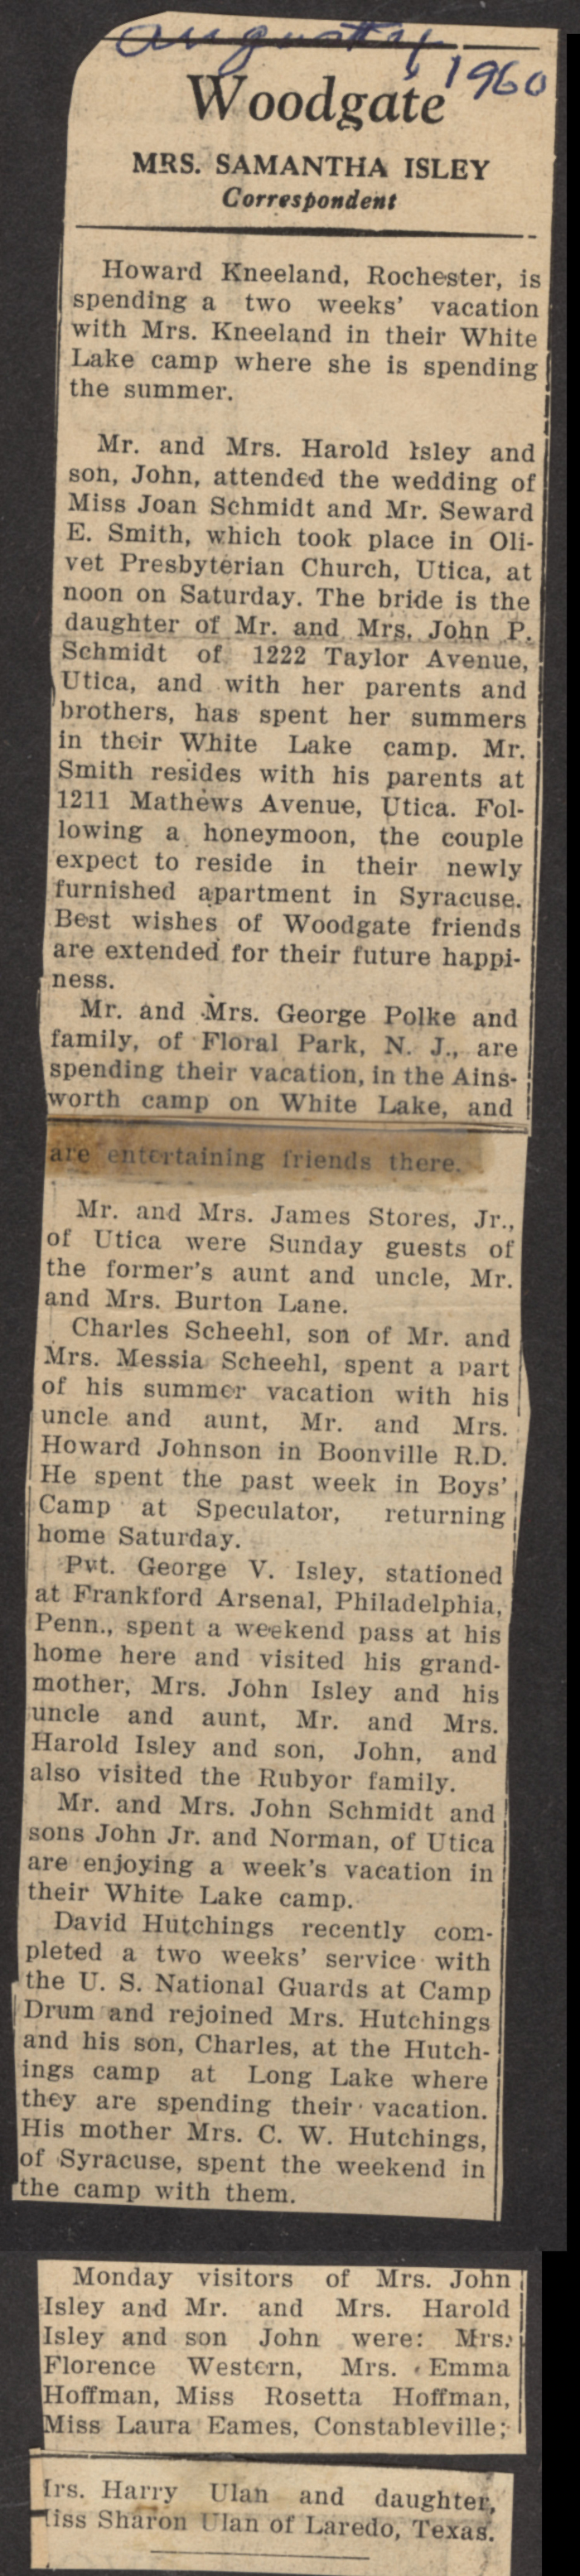 August 4, 1960
Woodgate
MRS. SAMANTHA ISLEY
Correspondent
Howard Kneeland, Rochester, is
spending a two weeks' vacation
with Mrs. Kneeland in their White
Lake camp where she is spending
the summer.
Mr. and Mrs. Harold Isley and
son, John, attended the wedding of
Miss Joan Schmidt and Mr. Seward
E. Smith, which took place in Oli-
vet Presbyterian Church, Utica, at
noon on Saturday. The bride is the
daughter of Mr. and Mrs. John P.
Schmidt of 1222 Taylor Avenue,
Utica, and with her parents and
brothers, has spent her summers
in their White Lake camp. Mr.
Smith resides with his parents at
1211 Mathews Avenue, Utica. Fol-
lowing a honeymoon, the couple
expect to reside in their newly
furnished apartment in Syracuse.
Best wishes of Woodgate friends
are extended for their future happi-
ness.
Mr. and Mrs. George Polke and
family, of Floral Park, N. J., are
spending their vacation, in the Ains-
worth camp on White Lake, and
are entertaining friends there.
Mr. and Mrs. James Stores, Jr.,
of Utica were Sunday guests of
the former's aunt and uncle, Mr.
and Mrs. Burton Lane.
Charles Scheehl, son of Mr. and
Mrs. Messia Scheehl, spent a part
of his summer vacation with his
uncle and aunt, Mr. and Mrs.
Howard Johnson in Boonville R.D.
He spent the past week in Boys'
Camp at Speculator, returning
home Saturday.
Pvt. George V. Isley, stationed
at Frankford Arsenal, Philadelphia,
Penn., spent a weekend pass at his
home here and visited his grand-
mother, Mrs. John Isley and his
uncle and aunt, Mr. and Mrs.
Harold Isley and son, John, and
also visited the Rubyor family.
Mr. and Mrs. John Schmidt and
sons John Jr. and Norman, of Utica
are enjoying a week's vacation in
their White Lake camp.
David Hutchings recently com-
pleted a two weeks' service with
the U. S. National Guards at Camp
Drum and rejoined Mrs. Hutchings
and his son, Charles, at the Hutch-
ings camp at Long Lake where
they are spending their vacation.
His mother Mrs. C. W. Hutchings,
of Syracuse, spent the weekend in
the camp with them.
Monday visitors of Mrs. John
Isley and Mr. and Mrs. Harold
Isley and son John were: Mrs.
Florence Western, Mrs. Emma
Hoffman, Miss Rosetta Hoffman,
Miss Laura Eames, Constableville;
Irs. Harry Ulan and daughter,
iss Sharon Ulan of Laredo, Texas.